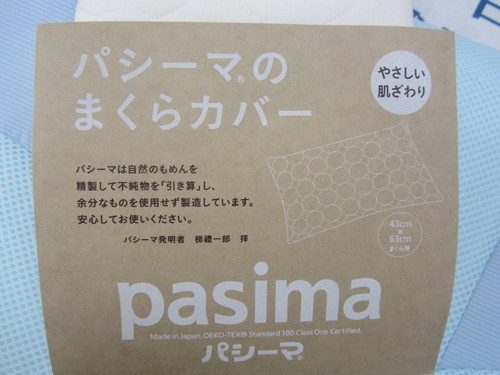 パシーマ®の
まくらカバー
やさしい
肌ざわり
パシーマは自然のもめんを
精製して不純物を「引き算」し、
余分なものを使用せず製造しています。
安心してお使いください。
パシーマ発明者 梯禮一郎 拝
43cm
×
63cm
まくら用
pasima
Made in Japan. OEKO-TEX® Standard 100 Class One Certified.
パシーマ®